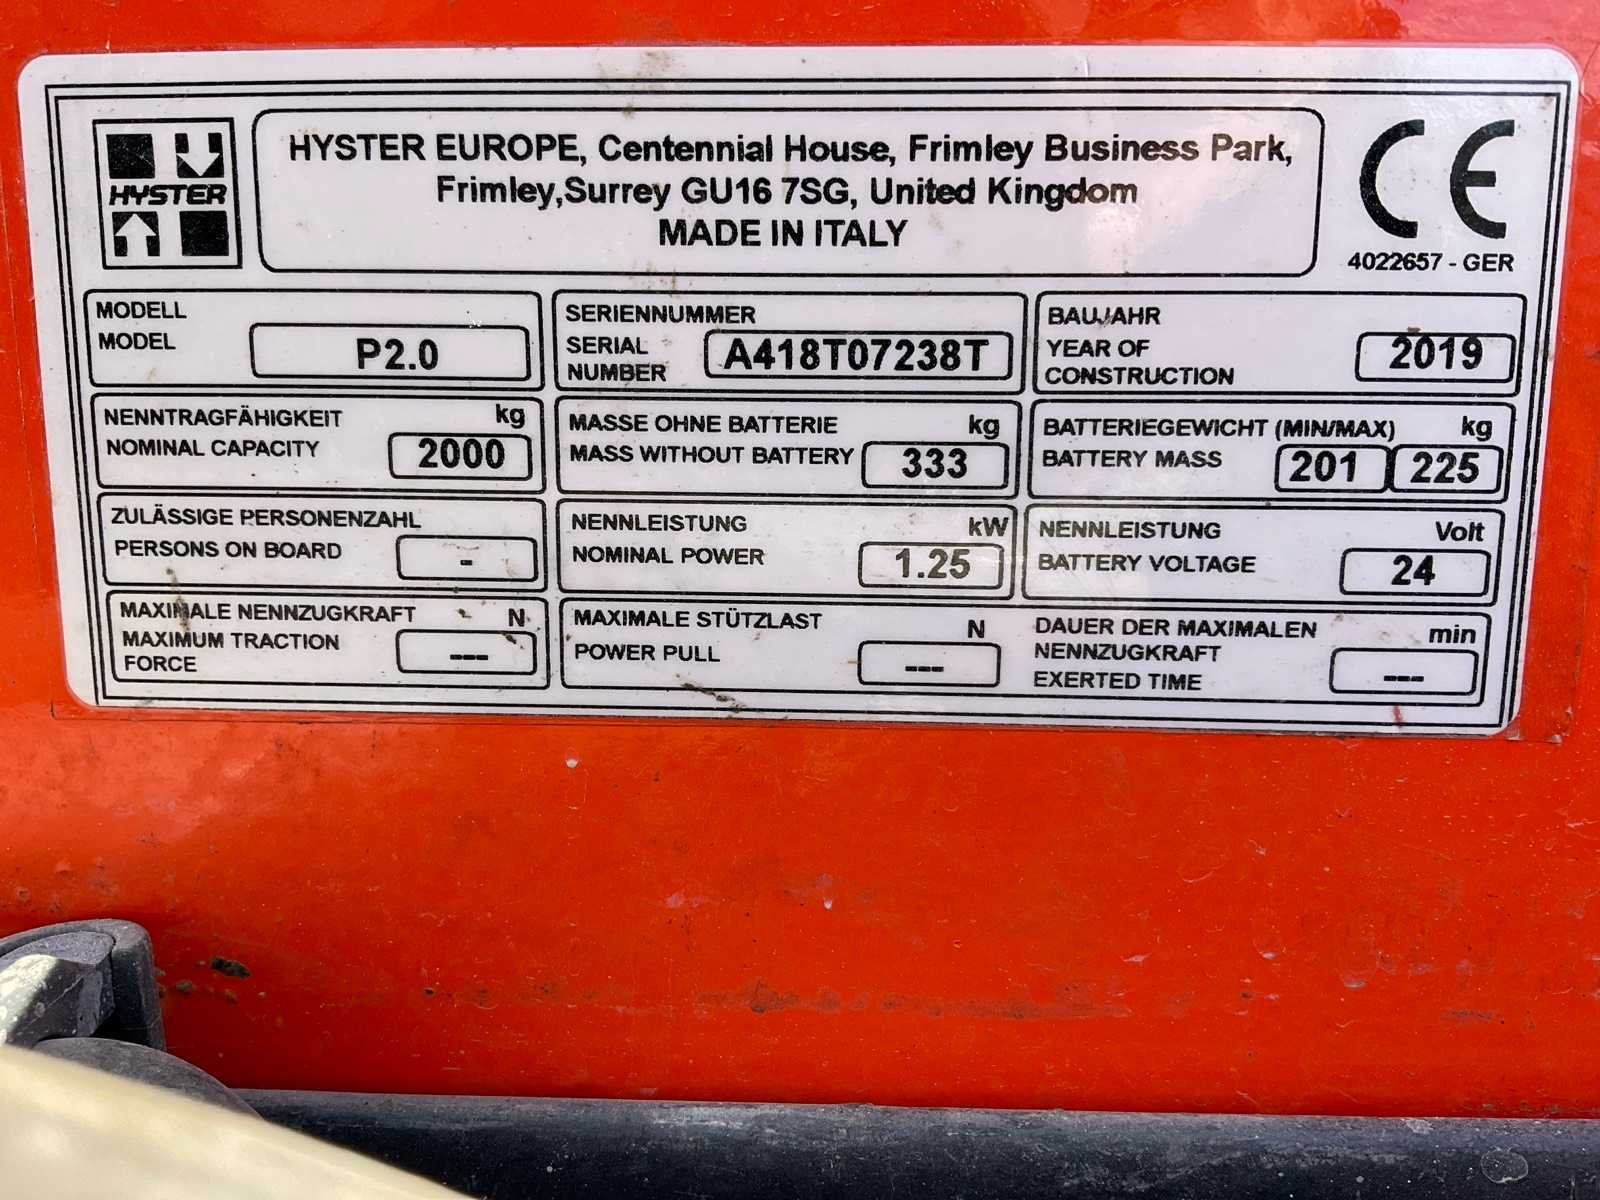 HYSTER
HYSTER EUROPE, Centennial House, Frimley Business Park,
Frimley,Surrey GU16 7SG, United Kingdom
MADE IN ITALY
CE
4022657 - GER
MODELL
MODEL
P2.0
SERIENNUMMER
SERIAL
NUMBER
A418T07238T
BAUJAHR
YEAR OF
CONSTRUCTION
2019
NENNTRAGFÄHIGKEIT kg
NOMINAL CAPACITY 2000
MASSE OHNE BATTERIE kg
MASS WITHOUT BATTERY 333
BATTERIEGEWICHT (MIN/MAX) kg
BATTERY MASS 201 225
ZULÄSSIGE PERSONENZAHL
PERSONS ON BOARD -
NENNLEISTUNG kW
NOMINAL POWER 1.25
NENNLEISTUNG Volt
BATTERY VOLTAGE 24
MAXIMALE NENNZUGKRAFT N
MAXIMUM TRACTION
FORCE
---
MAXIMALE STÜTZLAST N
POWER PULL ---
DAUER DER MAXIMALEN min
NENNZUGKRAFT
EXERTED TIME ---